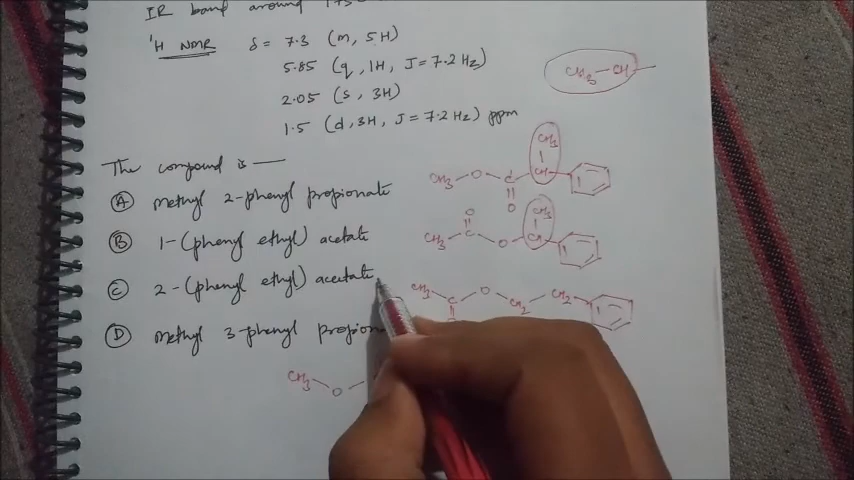 IR band around 1750
¹H NMR δ = 7.3 (m, 5H)
5.85 (q, 1H, J = 7.2 Hz)
2.05 (s, 3H)
1.5 (d, 3H, J = 7.2 Hz) ppm
CH₃ — CH —
The compound is —
(A) methyl 2-phenyl propionate
CH₃ — O — C — CH —
O
CH₃
(B) 1-(phenyl ethyl) acetate
CH₃ — C — O — CH —
O
CH₃
(C) 2-(phenyl ethyl) acetate
CH₃ — C — O — CH₂ — CH₂ —
O
(D) methyl 3-phenyl propion
CH₃ — O —